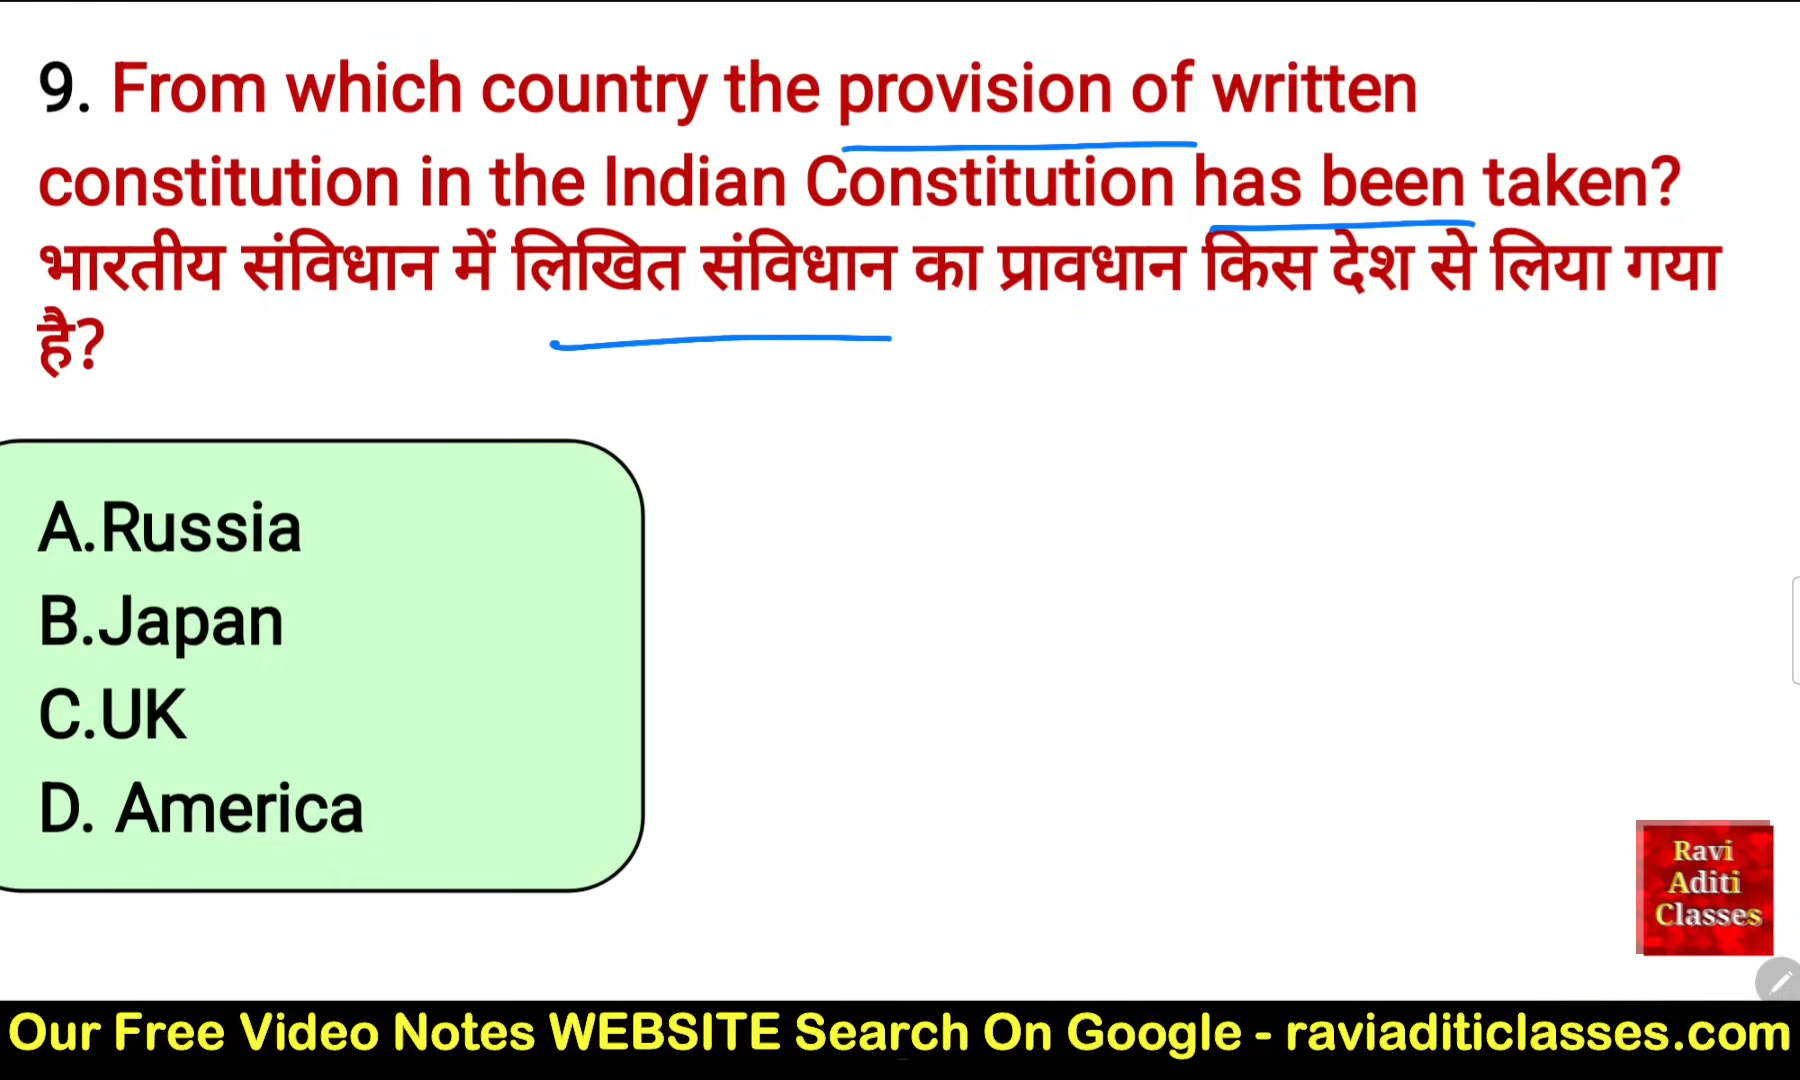 9. From which country the provision of written
constitution in the Indian Constitution has been taken?
भारतीय संविधान में लिखित संविधान का प्रावधान किस देश से लिया गया
है?
A.Russia
B.Japan
C.UK
D. America
Ravi
Aditi
Classes
Our Free Video Notes WEBSITE Search On Google - raviaditiclasses.com